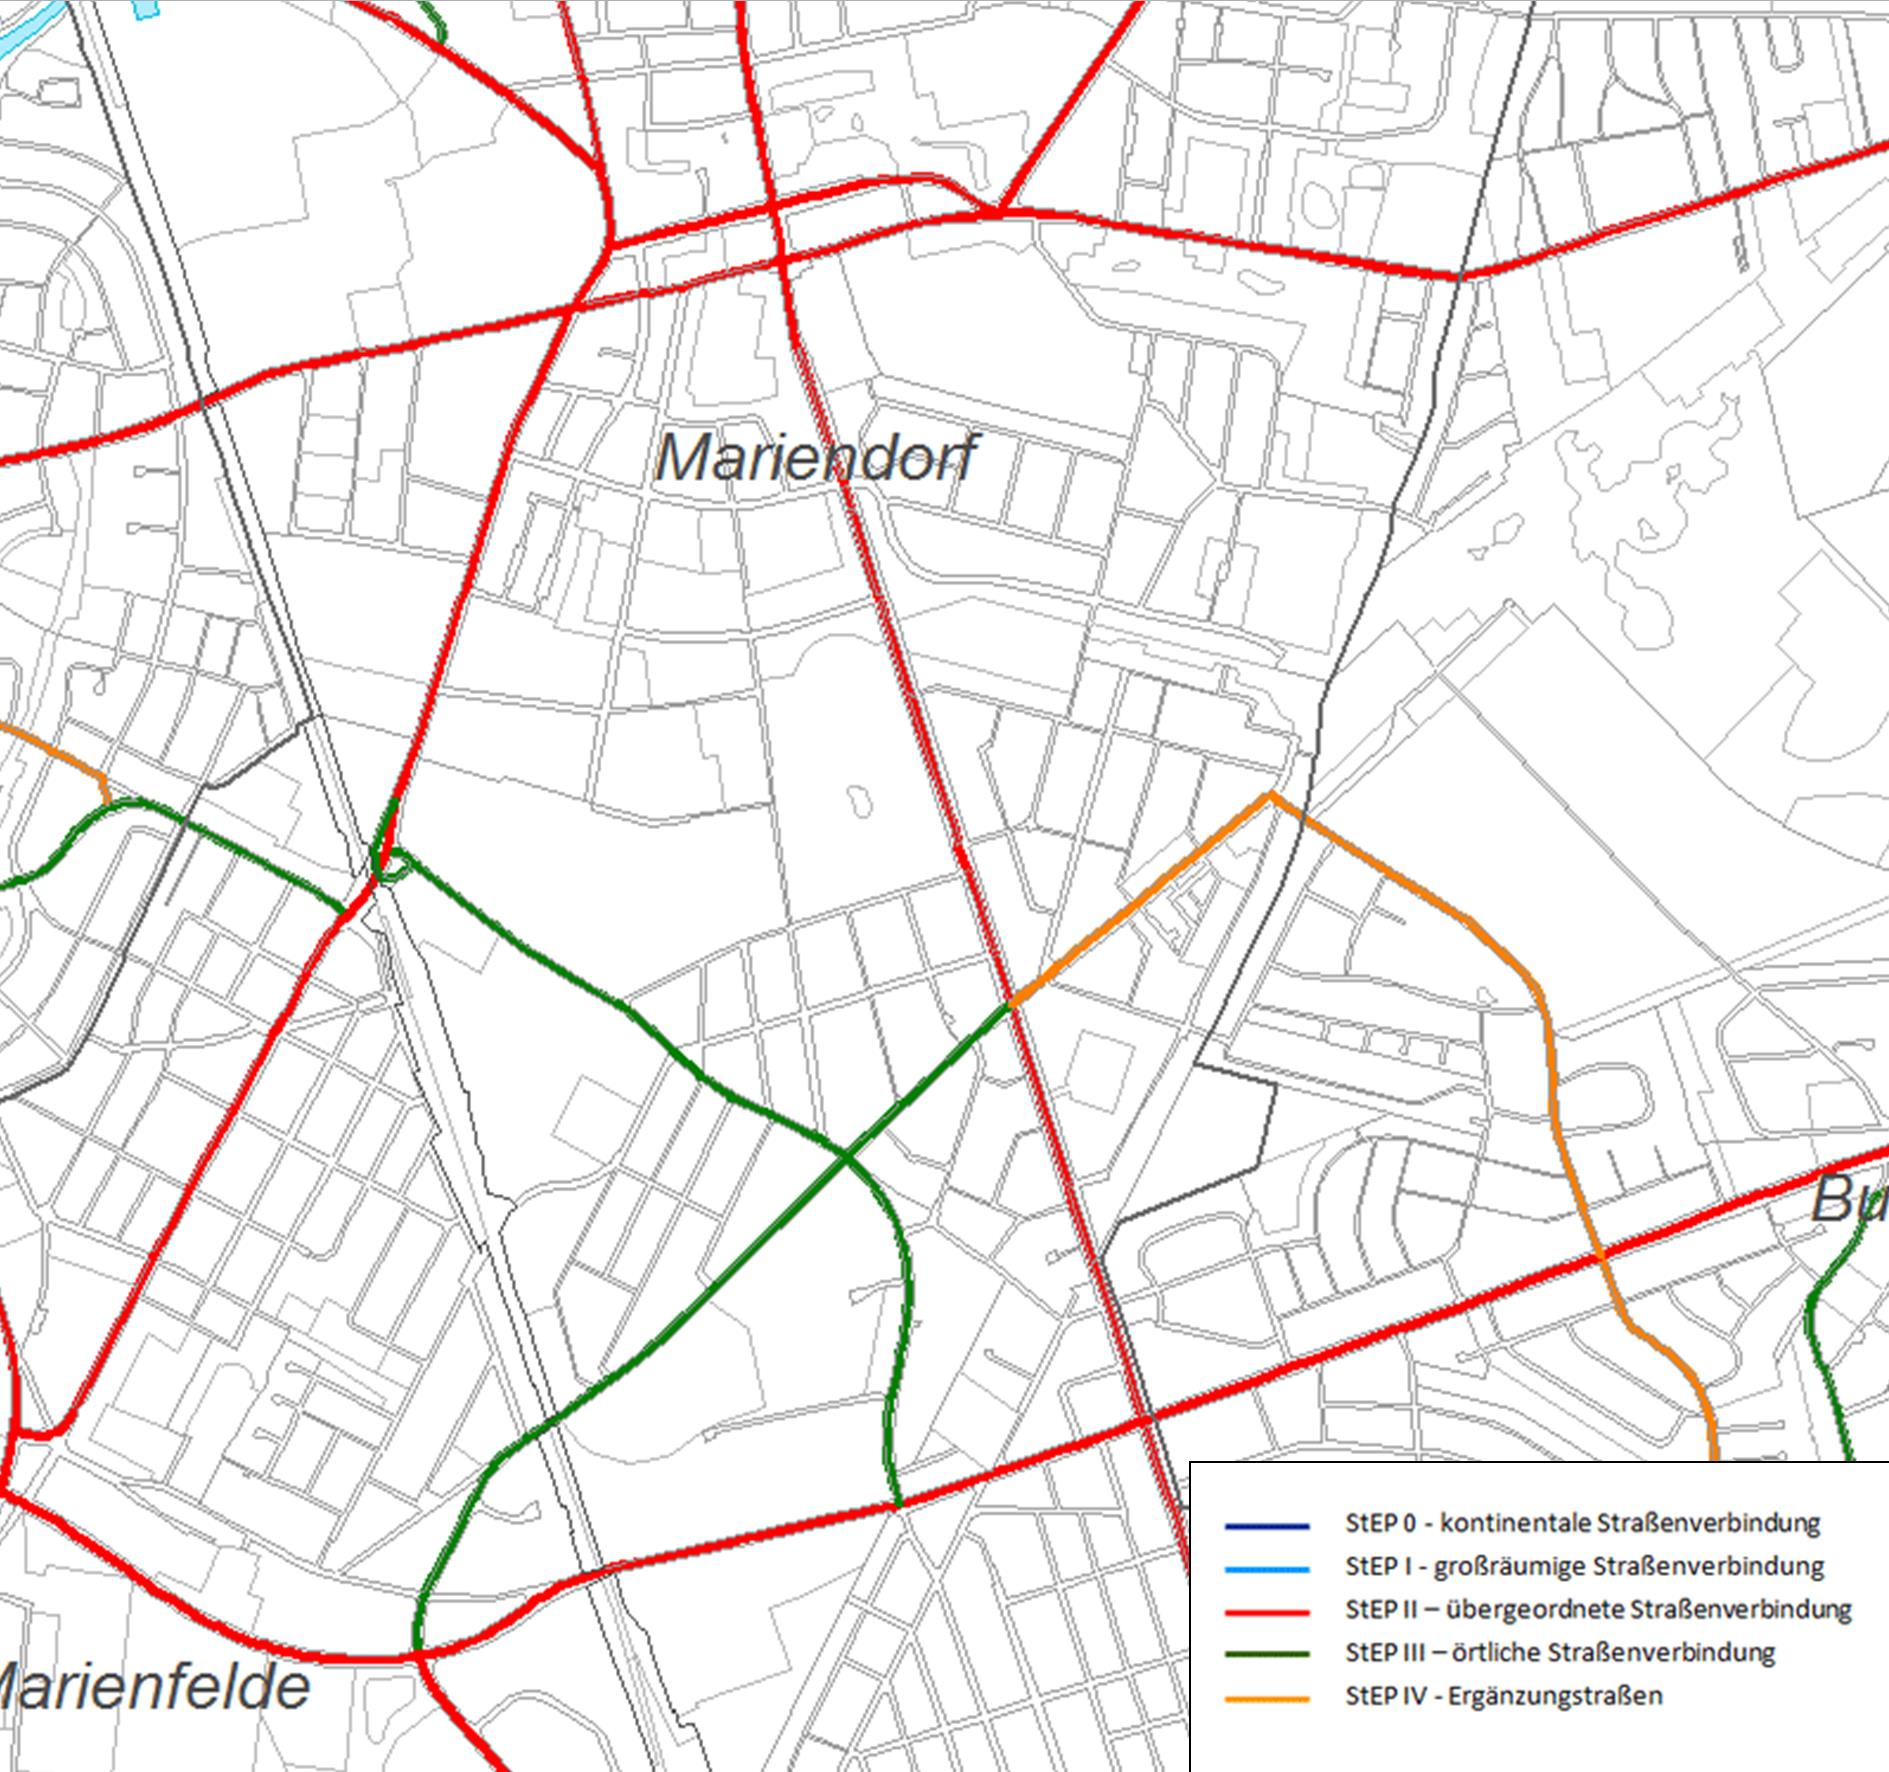 Mariendorf
Bu
StEP 0 - kontinentale Straßenverbindung
StEP I - großräumige Straßenverbindung
StEP II – übergeordnete Straßenverbindung
StEP III – örtliche Straßenverbindung
StEP IV - Ergänzungstraßen
Marienfelde